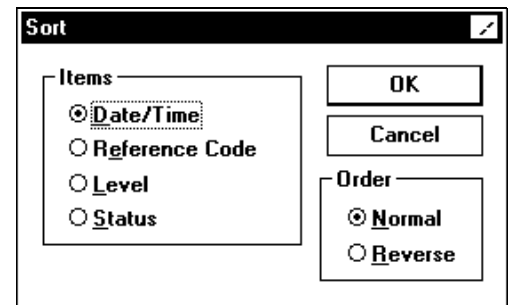 Sort
Items
Date/Time
Reference Code
Level
Status
OK
Cancel
Order
Normal
Reverse